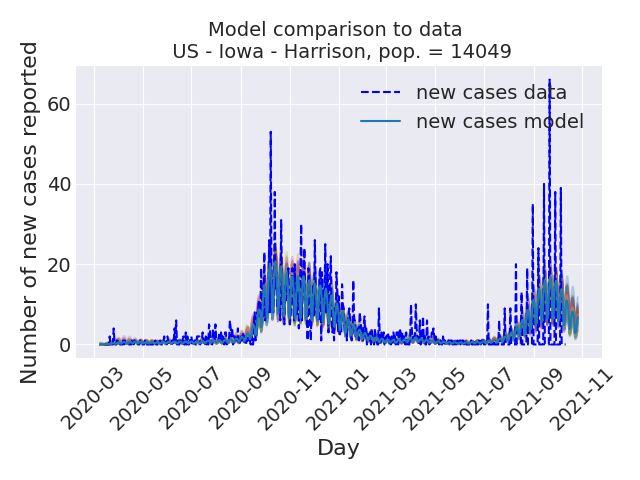 Model comparison to data
US - Iowa - Harrison, pop. = 14049
new cases data
new cases model
Number of new cases reported
60
40
20
0
2020-03
2020-05
2020-07
2020-09
2020-11
2021-01
2021-03
2021-05
2021-07
2021-09
2021-11
Day